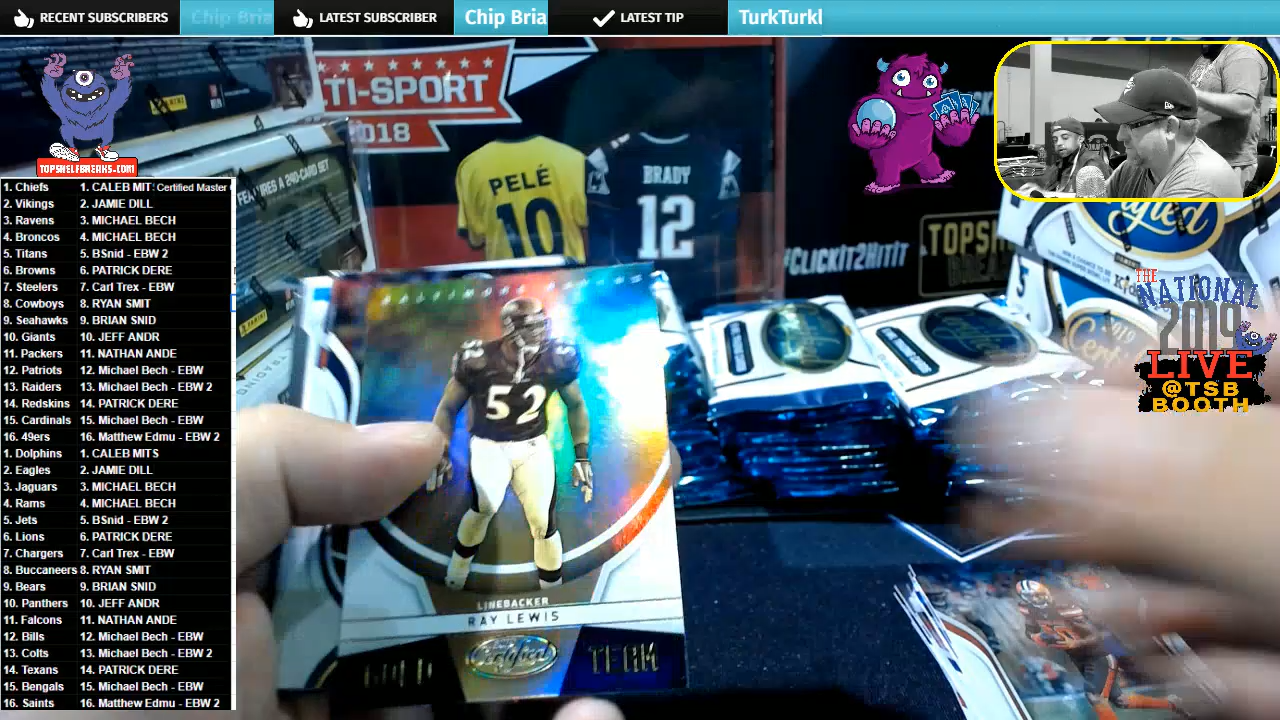 RECENT SUBSCRIBERS
Chip Bria
LATEST SUBSCRIBER
Chip Bria
LATEST TIP
TurkTurkl
TOPSHELFBREAKS.COM
1. Chiefs 1. CALEB MIT Certified Master
2. Vikings 2. JAMIE DILL
3. Ravens 3. MICHAEL BECH
4. Broncos 4. MICHAEL BECH
5. Titans 5. BSnid - EBW 2
6. Browns 6. PATRICK DERE
7. Steelers 7. Carl Trex - EBW
8. Cowboys 8. RYAN SMIT
9. Seahawks 9. BRIAN SNID
10. Giants 10. JEFF ANDR
11. Packers 11. NATHAN ANDE
12. Patriots 12. Michael Bech - EBW
13. Raiders 13. Michael Bech - EBW 2
14. Redskins 14. PATRICK DERE
15. Cardinals 15. Michael Bech - EBW
16. 49ers 16. Matthew Edmu - EBW 2
1. Dolphins 1. CALEB MITS
2. Eagles 2. JAMIE DILL
3. Jaguars 3. MICHAEL BECH
4. Rams 4. MICHAEL BECH
5. Jets 5. BSnid - EBW 2
6. Lions 6. PATRICK DERE
7. Chargers 7. Carl Trex - EBW
8. Buccaneers 8. RYAN SMIT
9. Bears 9. BRIAN SNID
10. Panthers 10. JEFF ANDR
11. Falcons 11. NATHAN ANDE
12. Bills 12. Michael Bech - EBW
13. Colts 13. Michael Bech - EBW 2
14. Texans 14. PATRICK DERE
15. Bengals 15. Michael Bech - EBW
16. Saints 16. Matthew Edmu - EBW 2
TI-SPORT
2018
PELÉ
10
BRADY
12
#CLICKIT2HITIT
TOPSH
THE
NATIONAL
2019
LIVE
@TSB
BOOTH
BALTIMORE RAVENS
52
LINEBACKER
RAY LEWIS
Certified
TEAM